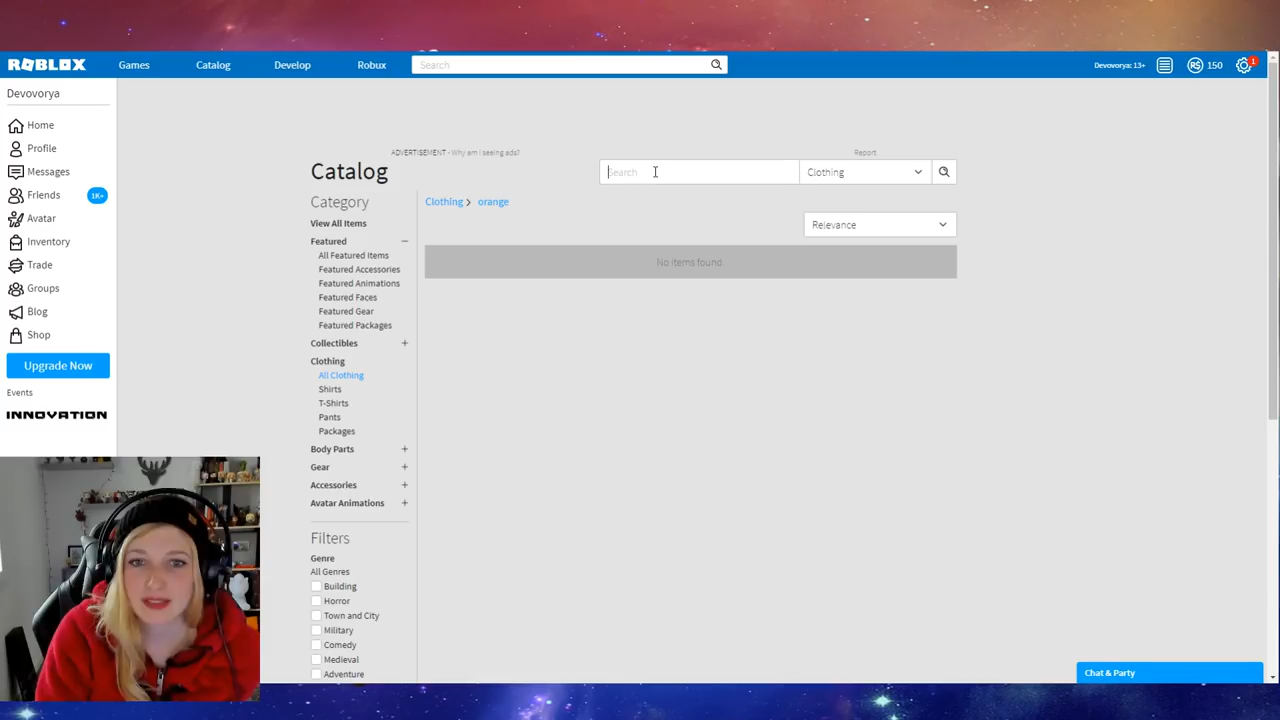 ROBLOX
Games
Catalog
Develop
Robux
Search
Devovorya: 13+
R$ 150
1
Devovorya
Home
Profile
Messages
Friends
1K+
Avatar
Inventory
Trade
Groups
Blog
Shop
Upgrade Now
Events
INNOVATION
ADVERTISEMENT - Why am I seeing ads?
Report
Catalog
Search
Clothing
Category
Clothing > orange
View All Items
Relevance
Featured
All Featured Items
No items found.
Featured Accessories
Featured Animations
Featured Faces
Featured Gear
Featured Packages
Collectibles
Clothing
All Clothing
Shirts
T-Shirts
Pants
Packages
Body Parts
Gear
Accessories
Avatar Animations
Filters
Genre
All Genres
Building
Horror
Town and City
Military
Comedy
Medieval
Adventure
Chat & Party